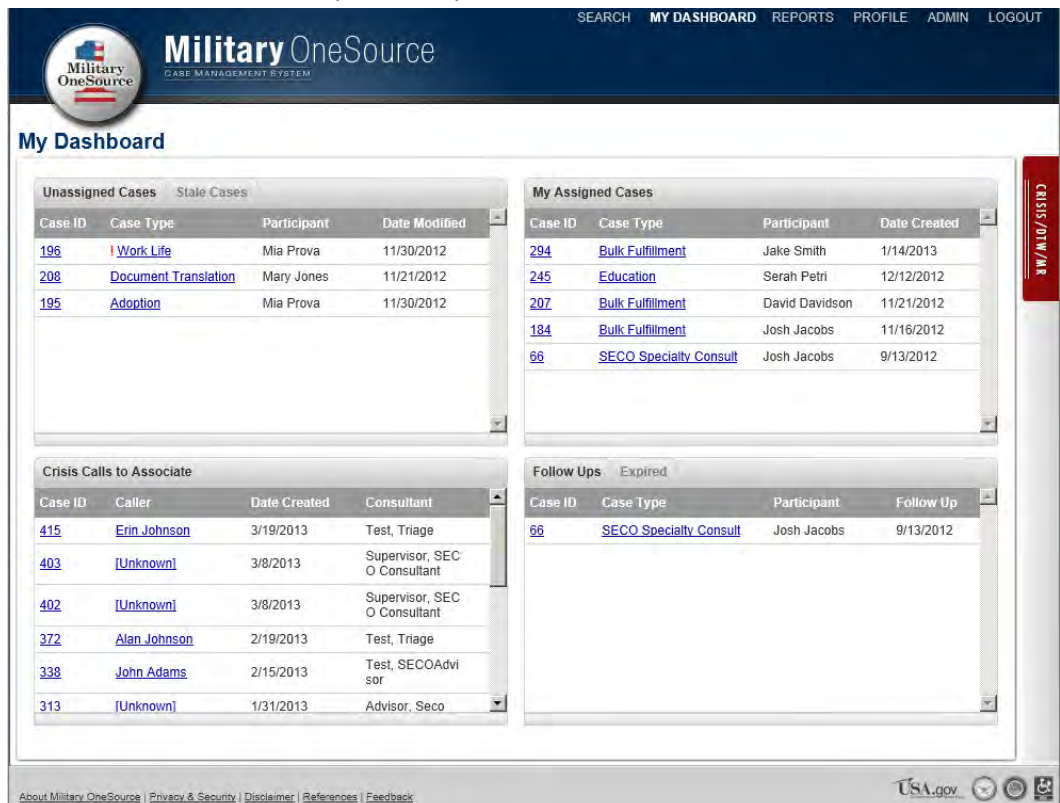 SEARCH MY DASHBOARD REPORTS PROFILE ADMIN LOGOUT
Military OneSource
Military OneSource
CASE MANAGEMENT SYSTEM
My Dashboard
CRISIS/DTW/MR
Unassigned Cases Stale Cases
Case ID Case Type Participant Date Modified
196 ! Work Life Mia Prova 11/30/2012
208 Document Translation Mary Jones 11/21/2012
195 Adoption Mia Prova 11/30/2012
My Assigned Cases
Case ID Case Type Participant Date Created
294 Bulk Fulfillment Jake Smith 1/14/2013
245 Education Serah Petri 12/12/2012
207 Bulk Fulfillment David Davidson 11/21/2012
184 Bulk Fulfillment Josh Jacobs 11/16/2012
66 SECO Specialty Consult Josh Jacobs 9/13/2012
Crisis Calls to Associate
Case ID Caller Date Created Consultant
415 Erin Johnson 3/19/2013 Test, Triage
403 [Unknown] 3/8/2013 Supervisor, SEC
O Consultant
402 [Unknown] 3/8/2013 Supervisor, SEC
O Consultant
372 Alan Johnson 2/19/2013 Test, Triage
338 John Adams 2/15/2013 Test, SECOAdvi
sor
313 [Unknown] 1/31/2013 Advisor, Seco
Follow Ups Expired
Case ID Case Type Participant Follow Up
66 SECO Specialty Consult Josh Jacobs 9/13/2012
About Military OneSource | Privacy & Security | Disclaimer | References | Feedback
USA.gov